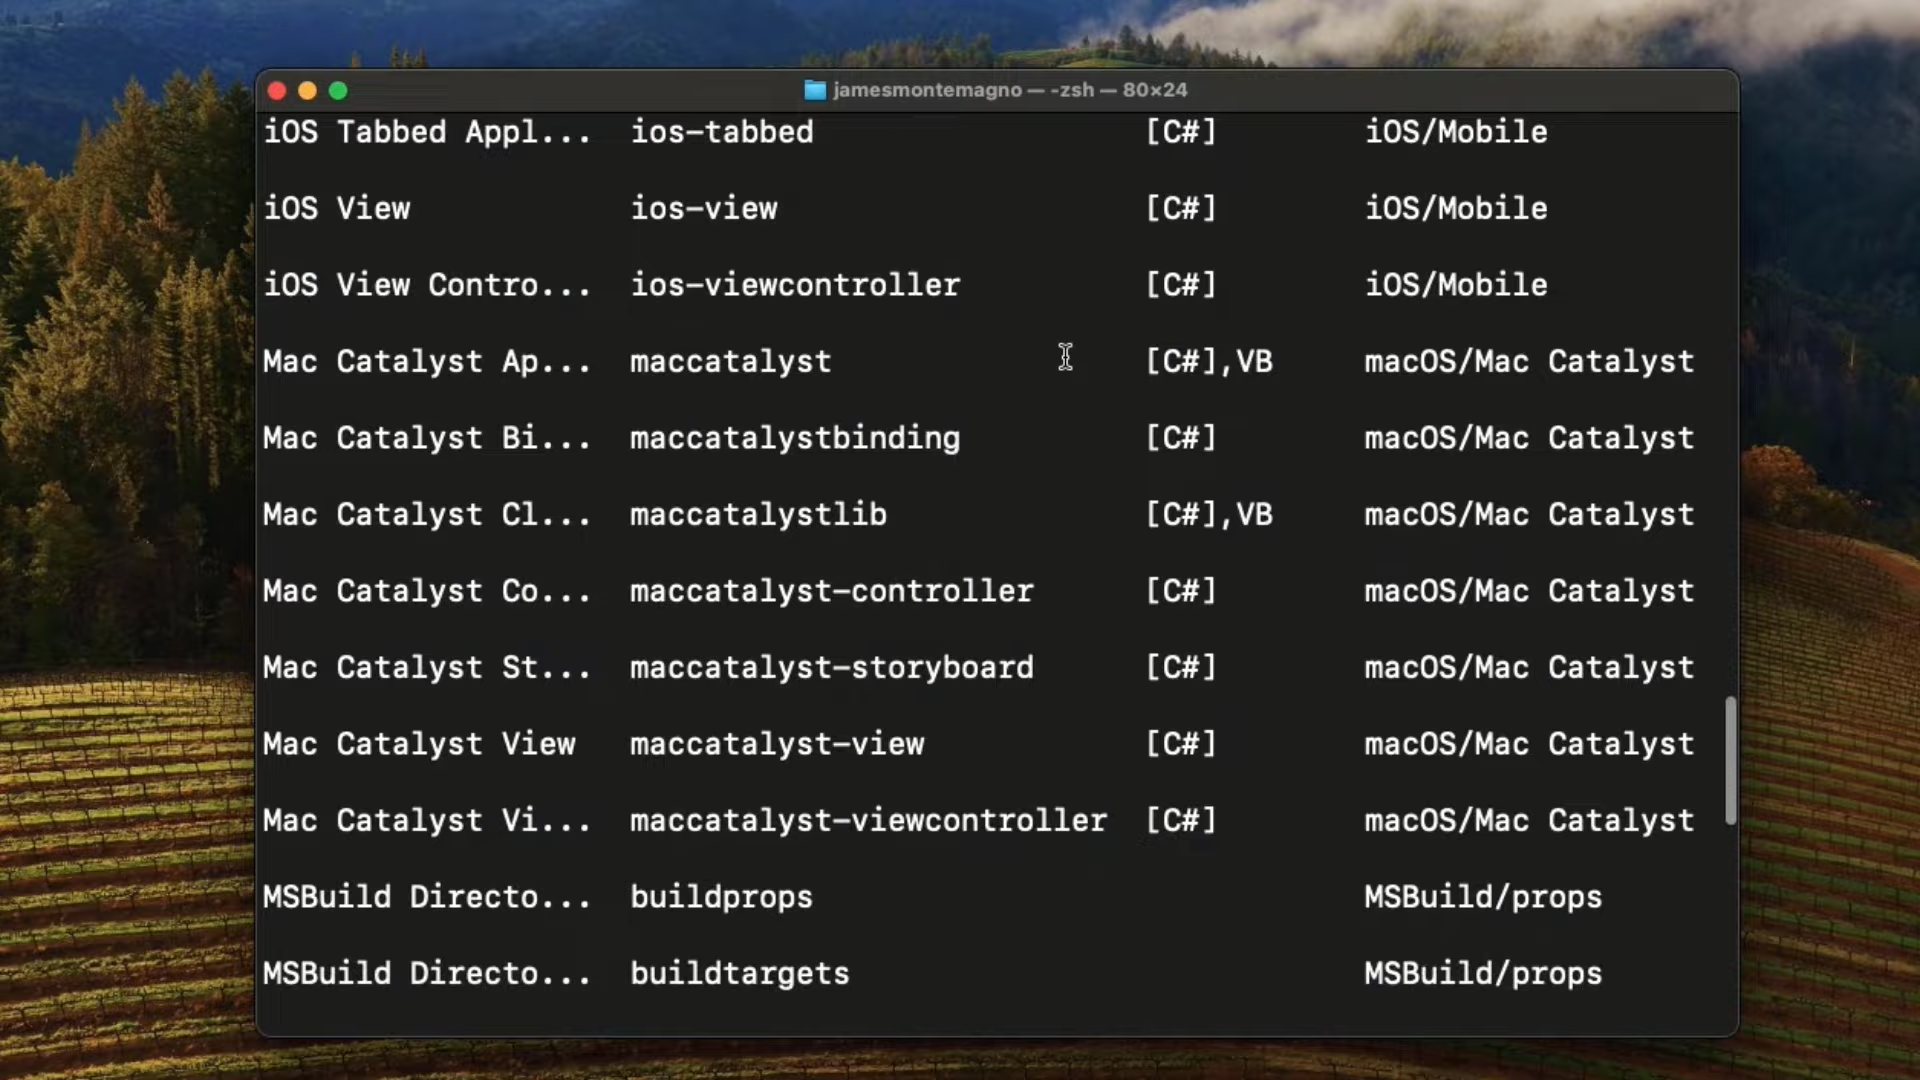 jamesmontemagno — -zsh — 80×24
iOS Tabbed Appl... ios-tabbed [C#] iOS/Mobile
iOS View ios-view [C#] iOS/Mobile
iOS View Contro... ios-viewcontroller [C#] iOS/Mobile
Mac Catalyst Ap... maccatalyst [C#],VB macOS/Mac Catalyst
Mac Catalyst Bi... maccatalystbinding [C#] macOS/Mac Catalyst
Mac Catalyst Cl... maccatalystlib [C#],VB macOS/Mac Catalyst
Mac Catalyst Co... maccatalyst-controller [C#] macOS/Mac Catalyst
Mac Catalyst St... maccatalyst-storyboard [C#] macOS/Mac Catalyst
Mac Catalyst View maccatalyst-view [C#] macOS/Mac Catalyst
Mac Catalyst Vi... maccatalyst-viewcontroller [C#] macOS/Mac Catalyst
MSBuild Directo... buildprops MSBuild/props
MSBuild Directo... buildtargets MSBuild/props